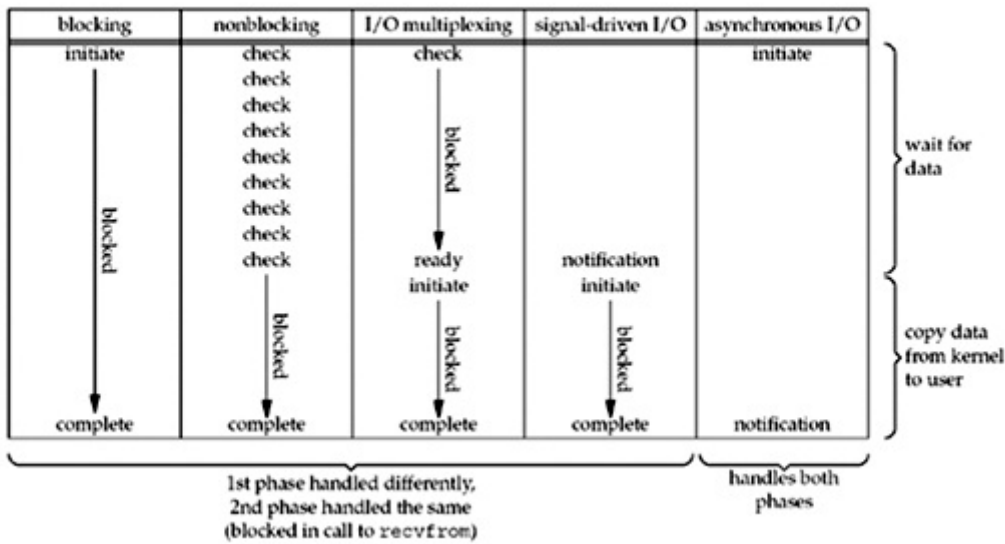 blocking nonblocking I/O multiplexing signal-driven I/O asynchronous I/O
initiate check check initiate
check
check
check
check
check
check
check
check ready notification
initiate initiate
blocked
blocked
blocked
blocked
blocked
complete complete complete complete notification
wait for
data
copy data
from kernel
to user
1st phase handled differently,
2nd phase handled the same
(blocked in call to recvfrom)
handles both
phases